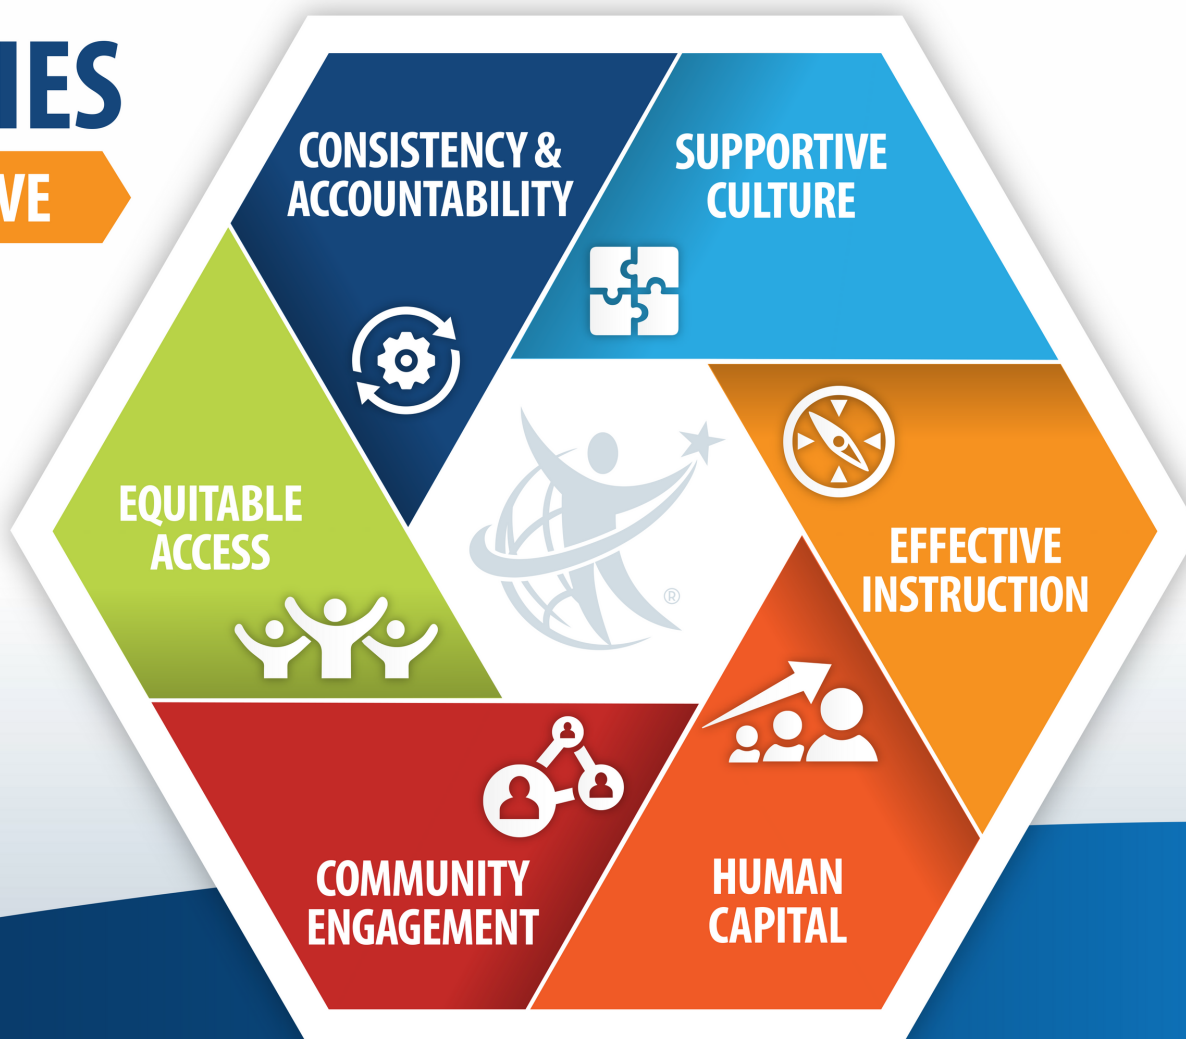 IES
VE
CONSISTENCY &
ACCOUNTABILITY
SUPPORTIVE
CULTURE
EQUITABLE
ACCESS
EFFECTIVE
INSTRUCTION
®
COMMUNITY
ENGAGEMENT
HUMAN
CAPITAL